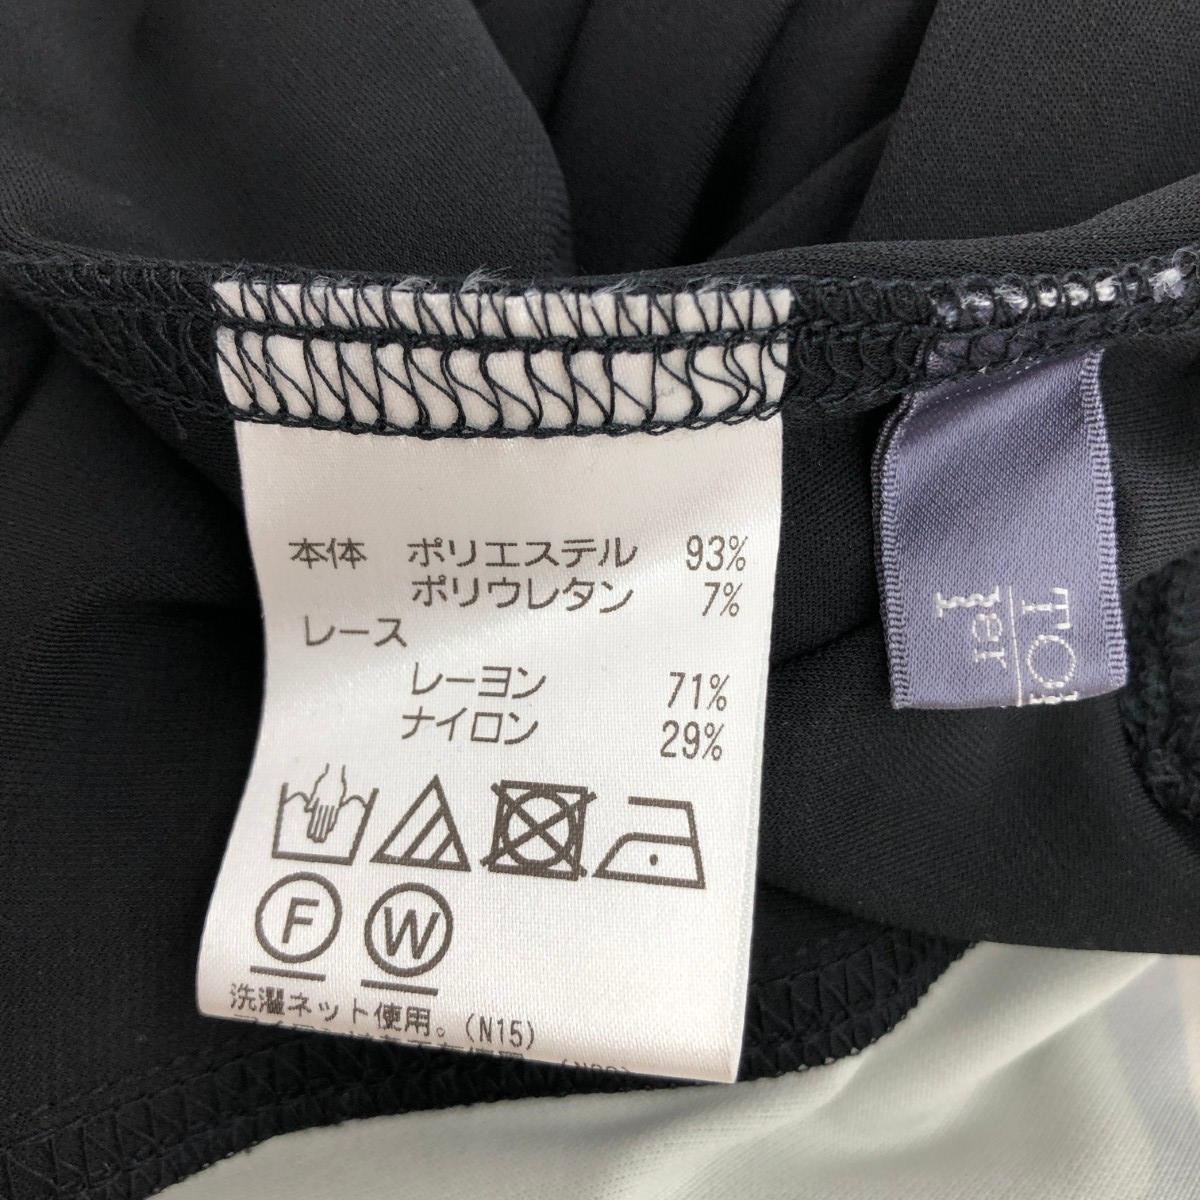 本体 ポリエステル 93%
ポリウレタン 7%
レース
レーヨン 71%
ナイロン 29%
F W
洗濯ネット使用。(N15)
per